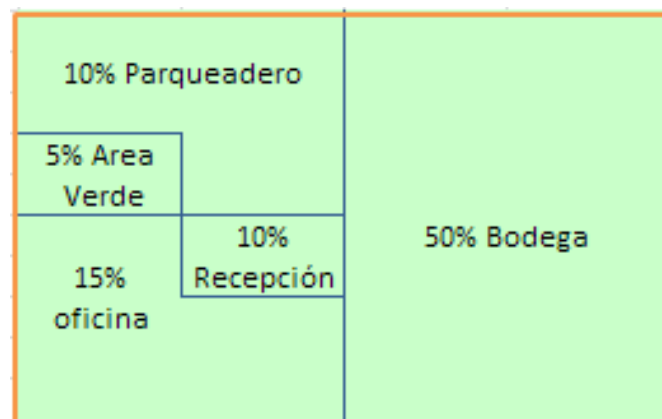 10% Parqueadero
5% Area
Verde
10%
Recepción
50% Bodega
15%
oficina